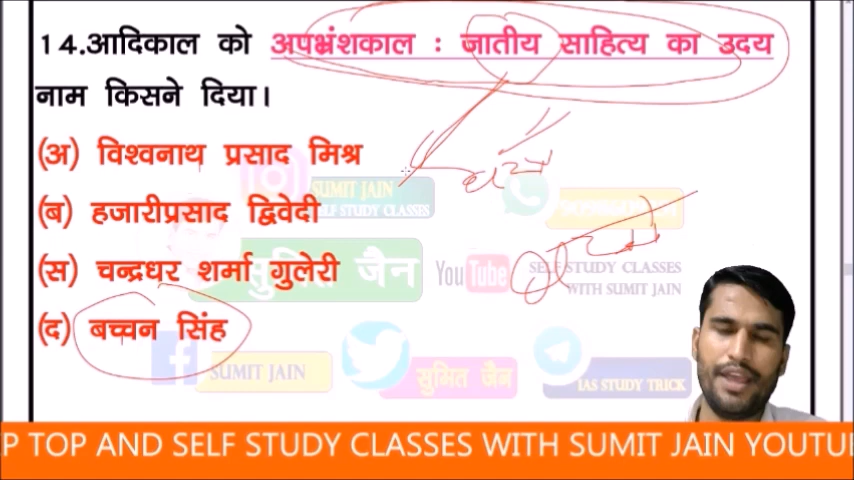 14.आदिकाल को अपभ्रंशकाल : जातीय साहित्य का उदय
नाम किसने दिया।
(अ) विश्वनाथ प्रसाद मिश्र
(ब) हजारीप्रसाद द्विवेदी
(स) चन्द्रधर शर्मा गुलेरी
(द) बच्चन सिंह
SUMIT JAIN
SELF STUDY CLASSES
सुमित जैन
YouTube
SELF STUDY CLASSES
WITH SUMIT JAIN
SUMIT JAIN
सुमित जैन
IAS STUDY TRICK
P TOP AND SELF STUDY CLASSES WITH SUMIT JAIN YOUTU